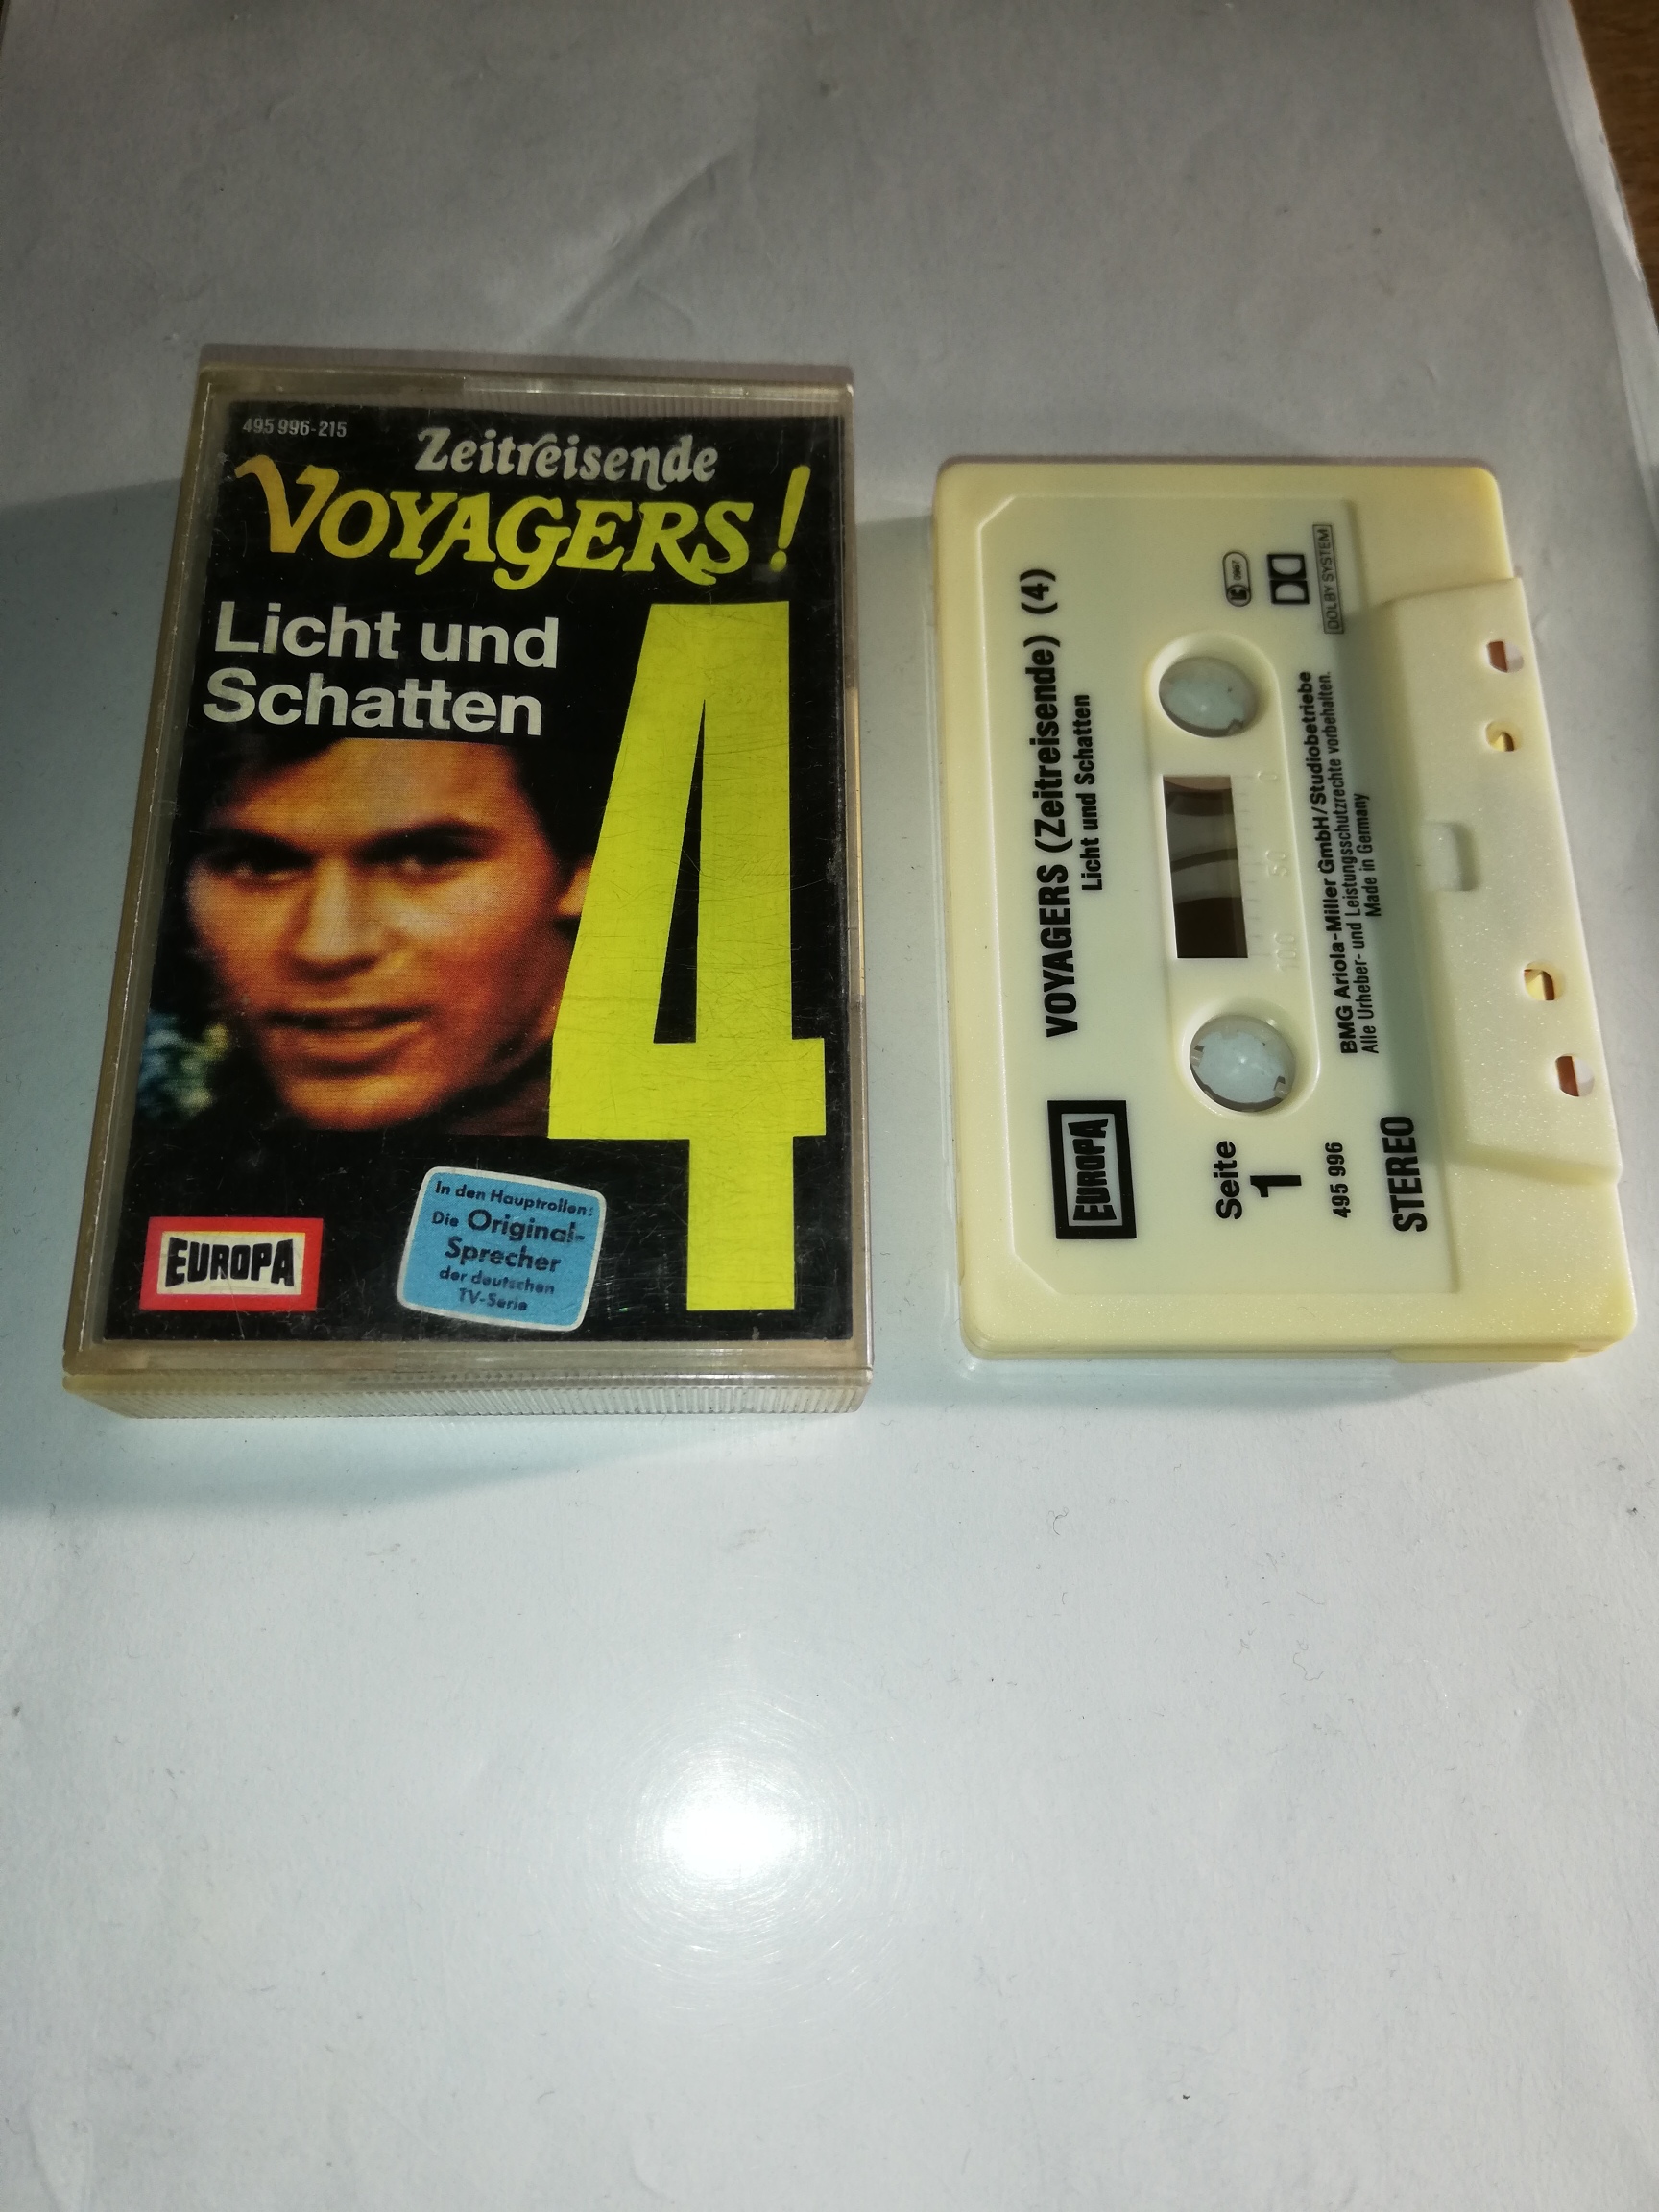 495 996-215
Zeitreisende
VOYAGERS!
Licht und
Schatten
4
In den Hauptrollen:
Die Original-
Sprecher
der deutschen
TV-Serie
EUROPA
EUROPA
VOYAGERS (Zeitreisende) (4)
Licht und Schatten
Seite
1
495 996
STEREO
100 50 0
LC 0967
DOLBY SYSTEM
BMG Ariola-Miller GmbH/Studiobetriebe
Alle Urheber- und Leistungsschutzrechte vorbehalten.
Made in Germany